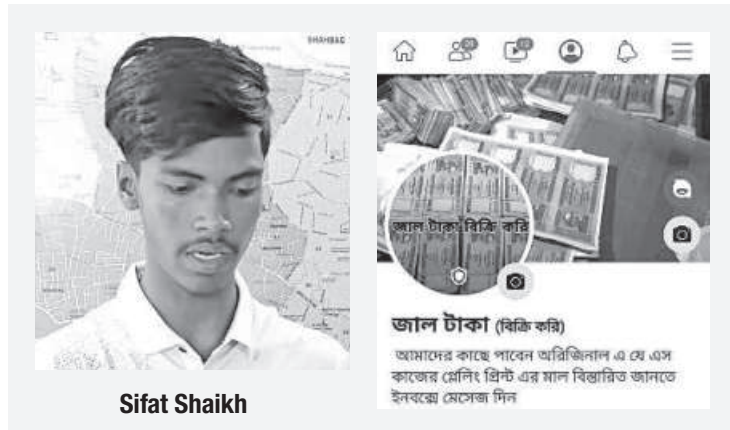 SHAHBAG
Sifat Shaikh
জাল টাকা বিক্রি করি
জাল টাকা (বিক্রি করি)
আমাদের কাছে পাবেন অরিজিনাল এ যে এস
কাজের প্লেলিং প্রিন্ট এর মাল বিস্তারিত জানতে
ইনবক্সে মেসেজ দিন